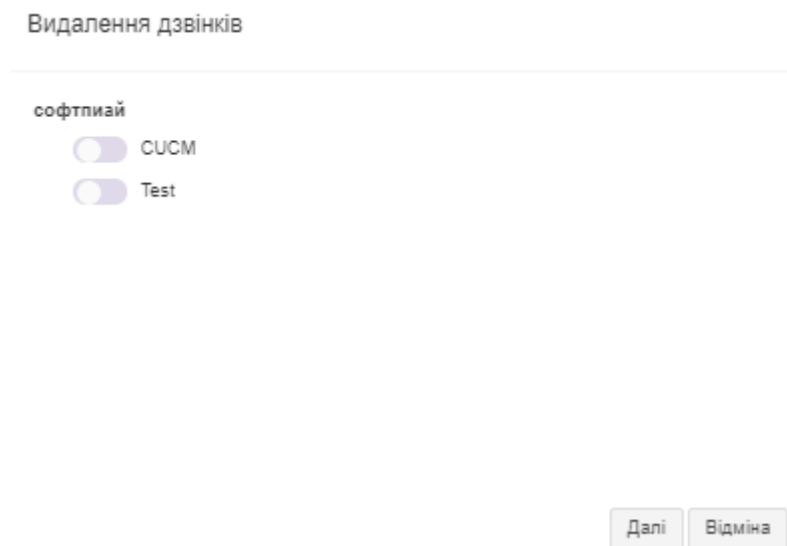 Видалення дзвінків
софтпиай
CUCM
Test
Далі Відміна